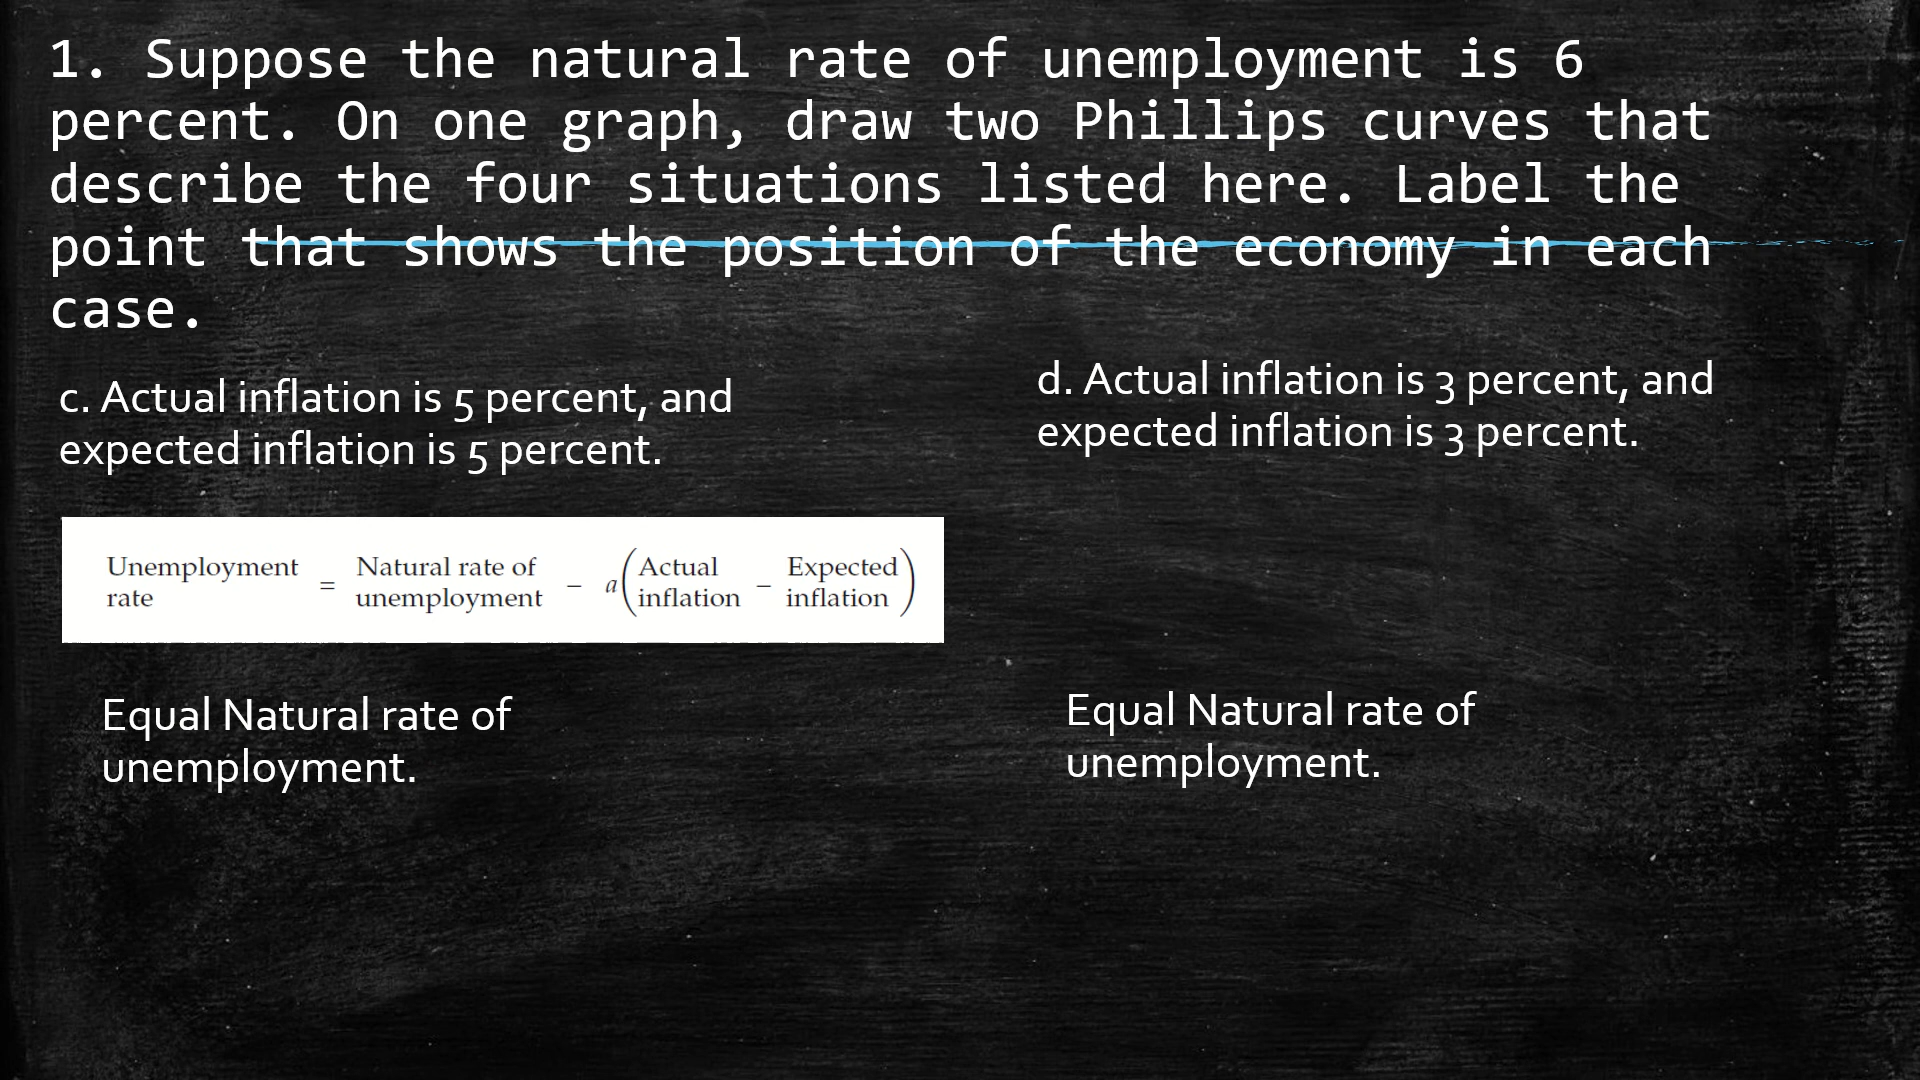 1. Suppose the natural rate of unemployment is 6
percent. On one graph, draw two Phillips curves that
describe the four situations listed here. Label the
point that shows the position of the economy in each
case.
c. Actual inflation is 5 percent, and
expected inflation is 5 percent.
d. Actual inflation is 3 percent, and
expected inflation is 3 percent.
Unemployment rate = Natural rate of unemployment − a(Actual inflation − Expected inflation)
Equal Natural rate of
unemployment.
Equal Natural rate of
unemployment.